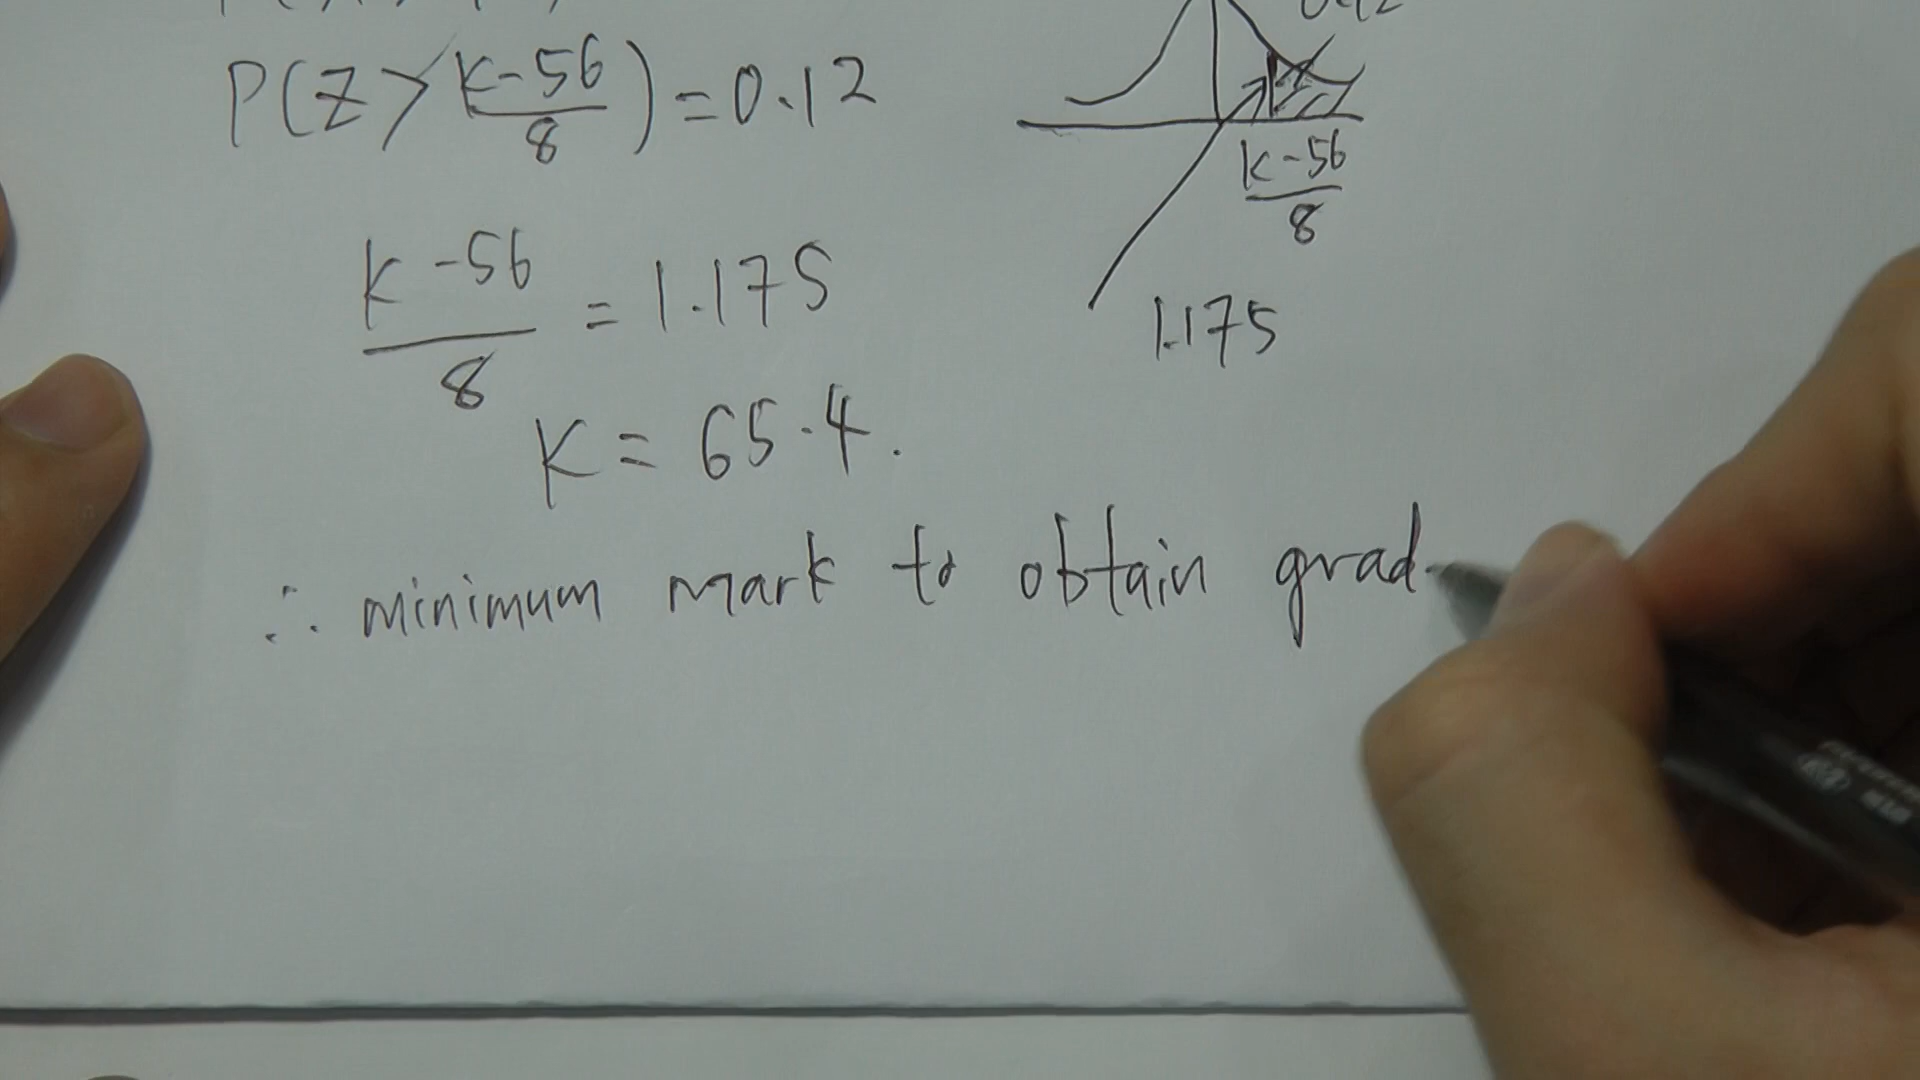 P(Z > K-56/8) = 0.12
K-56/8
K-56/8 = 1.175
1.175
K = 65.4.
∴ minimum mark to obtain grad